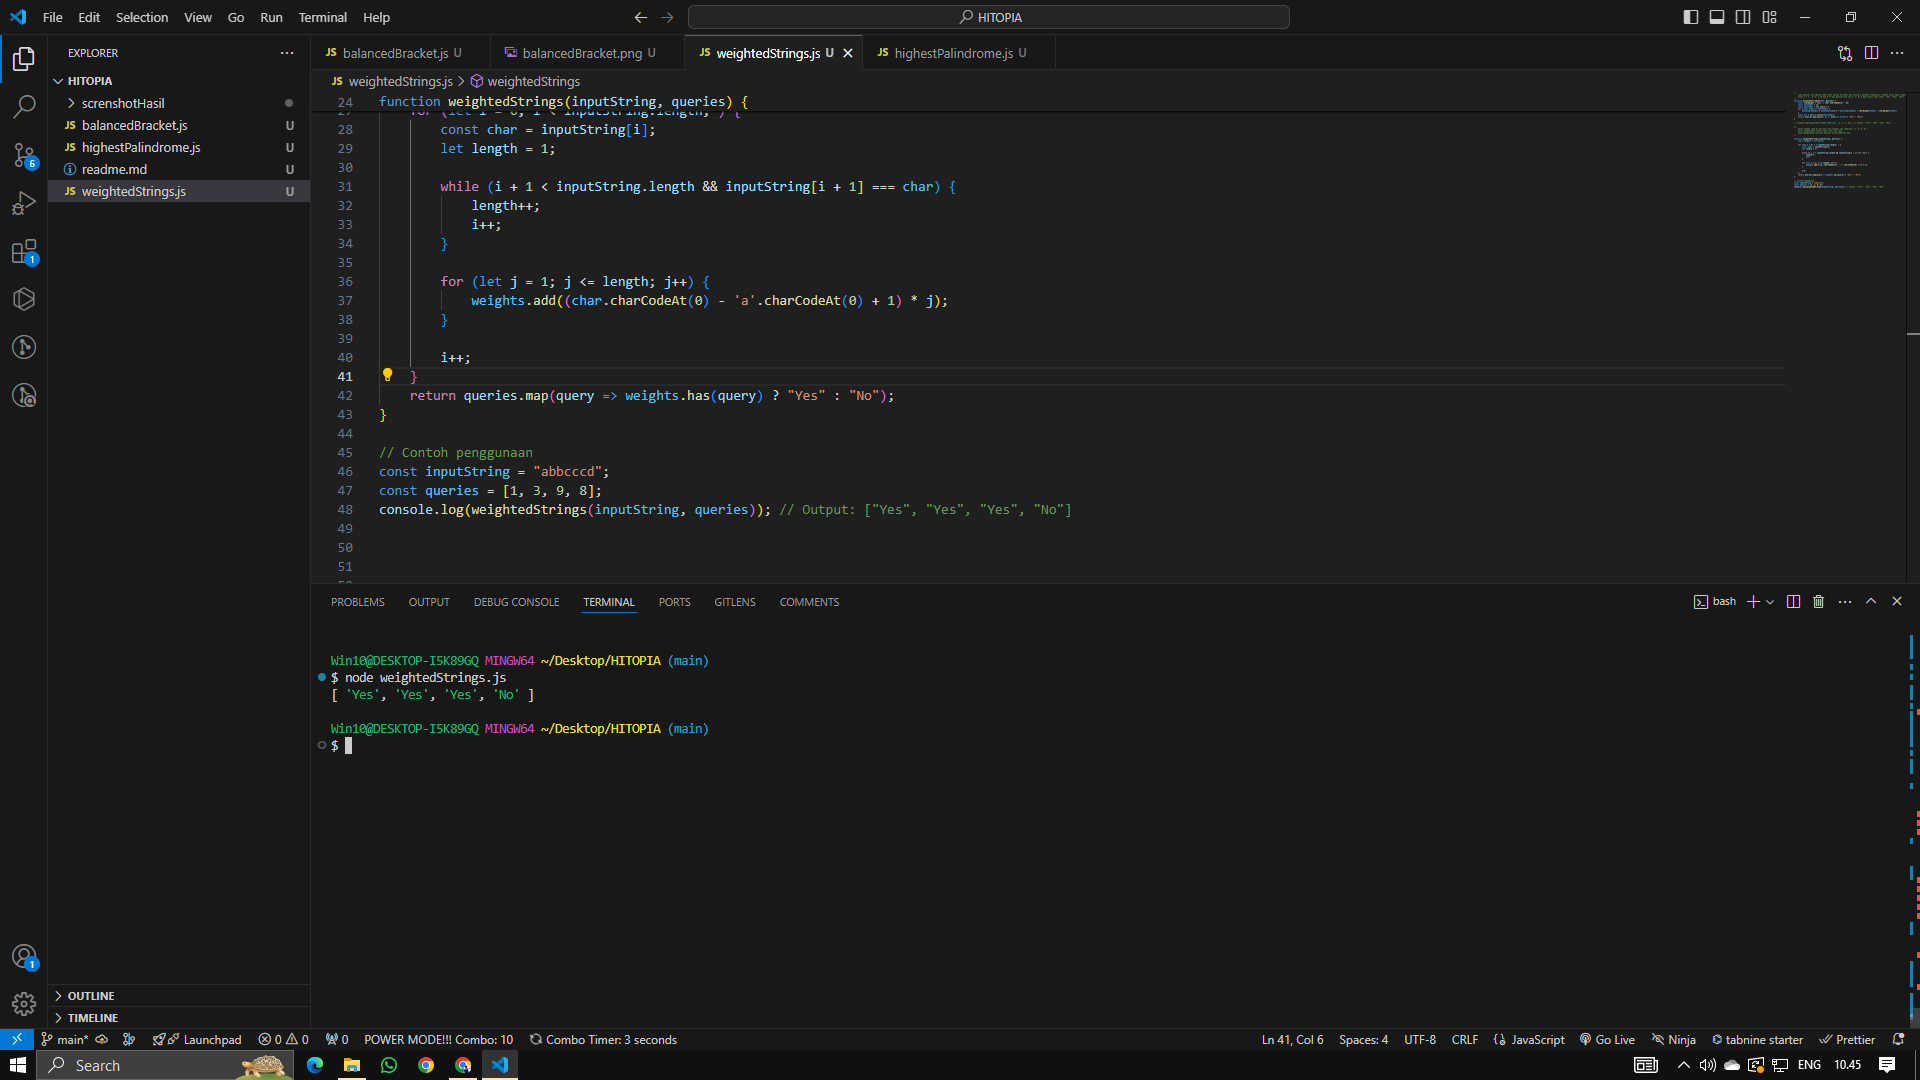 File Edit Selection View Go Run Terminal Help
HITOPIA
EXPLORER
HITOPIA
screnshotHasil
JS balancedBracket.js U
JS highestPalindrome.js U
readme.md U
JS weightedStrings.js U
OUTLINE
TIMELINE
6
1
1
JS balancedBracket.js U
balancedBracket.png U
JS weightedStrings.js U
JS highestPalindrome.js U
JS weightedStrings.js > weightedStrings
24 function weightedStrings(inputString, queries) {
28 const char = inputString[i];
29 let length = 1;
30
31 while (i + 1 < inputString.length && inputString[i + 1] === char) {
32 length++;
33 i++;
34 }
35
36 for (let j = 1; j <= length; j++) {
37 weights.add((char.charCodeAt(0) - 'a'.charCodeAt(0) + 1) * j);
38 }
39
40 i++;
41 }
42 return queries.map(query => weights.has(query) ? "Yes" : "No");
43 }
44
45 // Contoh penggunaan
46 const inputString = "abbcccd";
47 const queries = [1, 3, 9, 8];
48 console.log(weightedStrings(inputString, queries)); // Output: ["Yes", "Yes", "Yes", "No"]
49
50
51
PROBLEMS OUTPUT DEBUG CONSOLE TERMINAL PORTS GITLENS COMMENTS
bash
Win10@DESKTOP-I5K89GQ MINGW64 ~/Desktop/HITOPIA (main)
$ node weightedStrings.js
[ 'Yes', 'Yes', 'Yes', 'No' ]
Win10@DESKTOP-I5K89GQ MINGW64 ~/Desktop/HITOPIA (main)
$
main* Launchpad 0 0 0 POWER MODE!!! Combo: 10 Combo Timer: 3 seconds
Ln 41, Col 6 Spaces: 4 UTF-8 CRLF JavaScript Go Live Ninja tabnine starter Prettier
Search
ENG 10.45